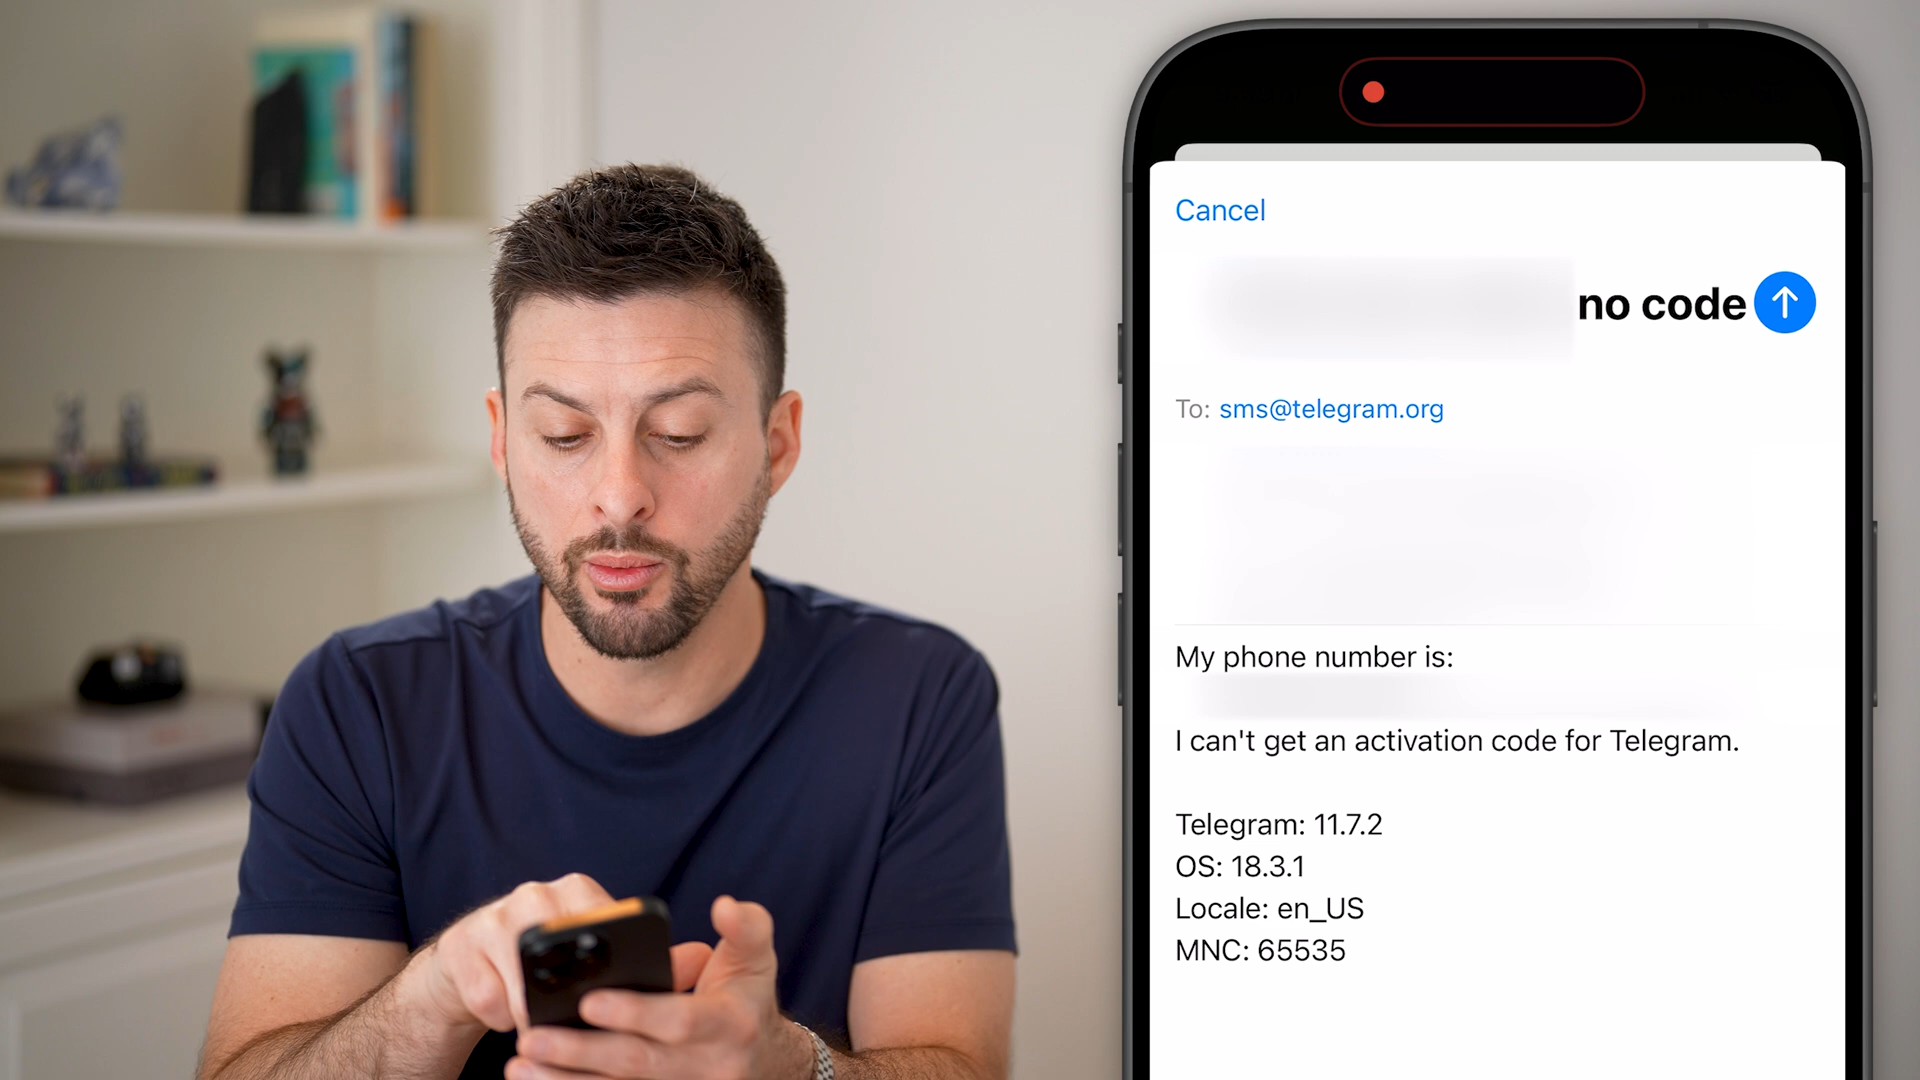 Cancel
no code
To: sms@telegram.org
My phone number is:
I can't get an activation code for Telegram.
Telegram: 11.7.2
OS: 18.3.1
Locale: en_US
MNC: 65535